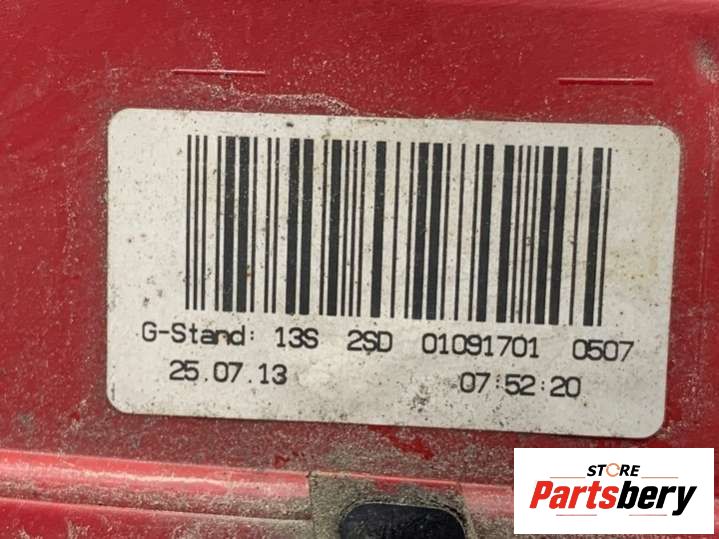 G-Stand: 13S 2SD 01091701 0507
25.07.13 07:52:20
STORE
Partsbery